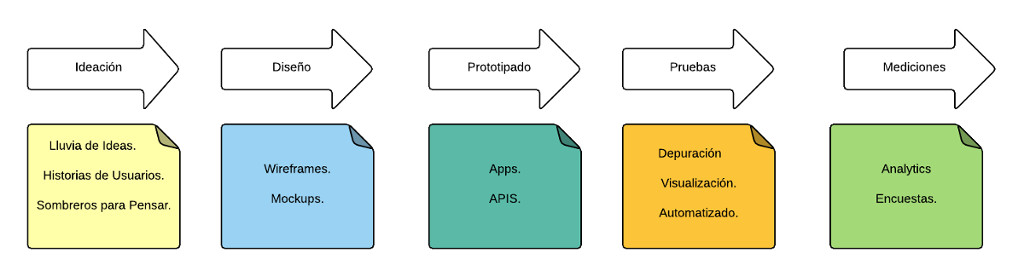 Ideación
Diseño
Prototipado
Pruebas
Mediciones
Lluvia de Ideas.
Historias de Usuarios.
Sombreros para Pensar.
Wireframes.
Mockups.
Apps.
APIS.
Depuración
Visualización.
Automatizado.
Analytics
Encuestas.